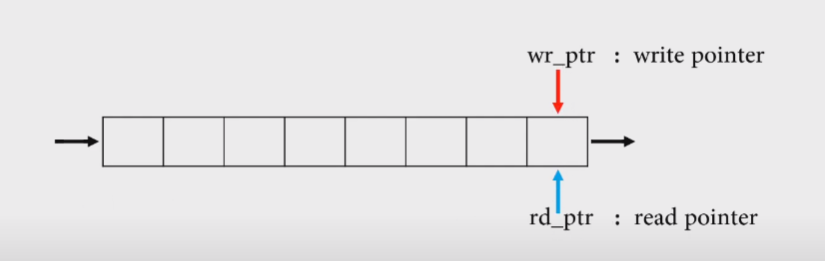 wr_ptr : write pointer
rd_ptr : read pointer